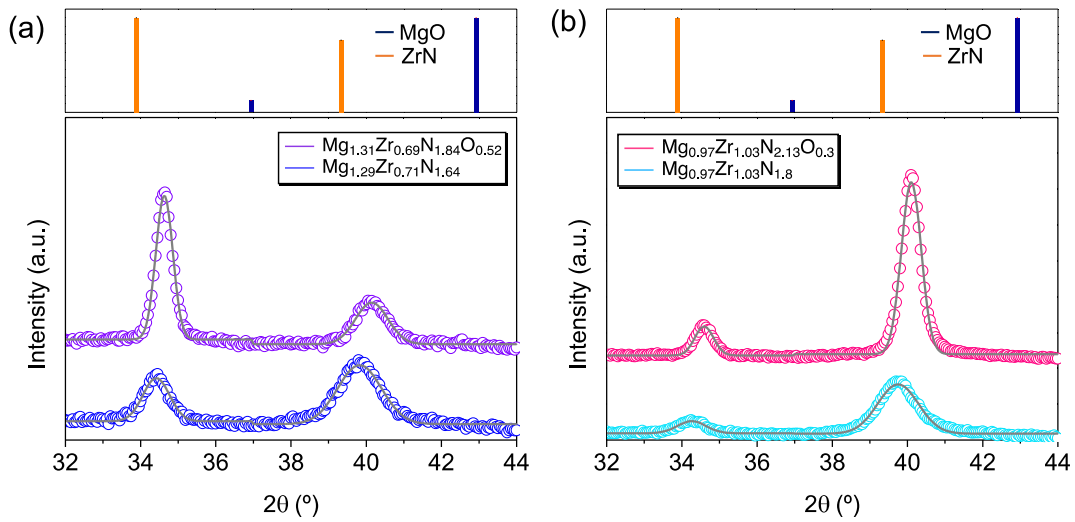 (a)
MgO
ZrN
Mg1.31Zr0.69N1.84O0.52
Mg1.29Zr0.71N1.64
Intensity (a.u.)
32 34 36 38 40 42 44
2θ (º)
(b)
MgO
ZrN
Mg0.97Zr1.03N2.13O0.3
Mg0.97Zr1.03N1.8
Intensity (a.u.)
32 34 36 38 40 42 44
2θ (º)